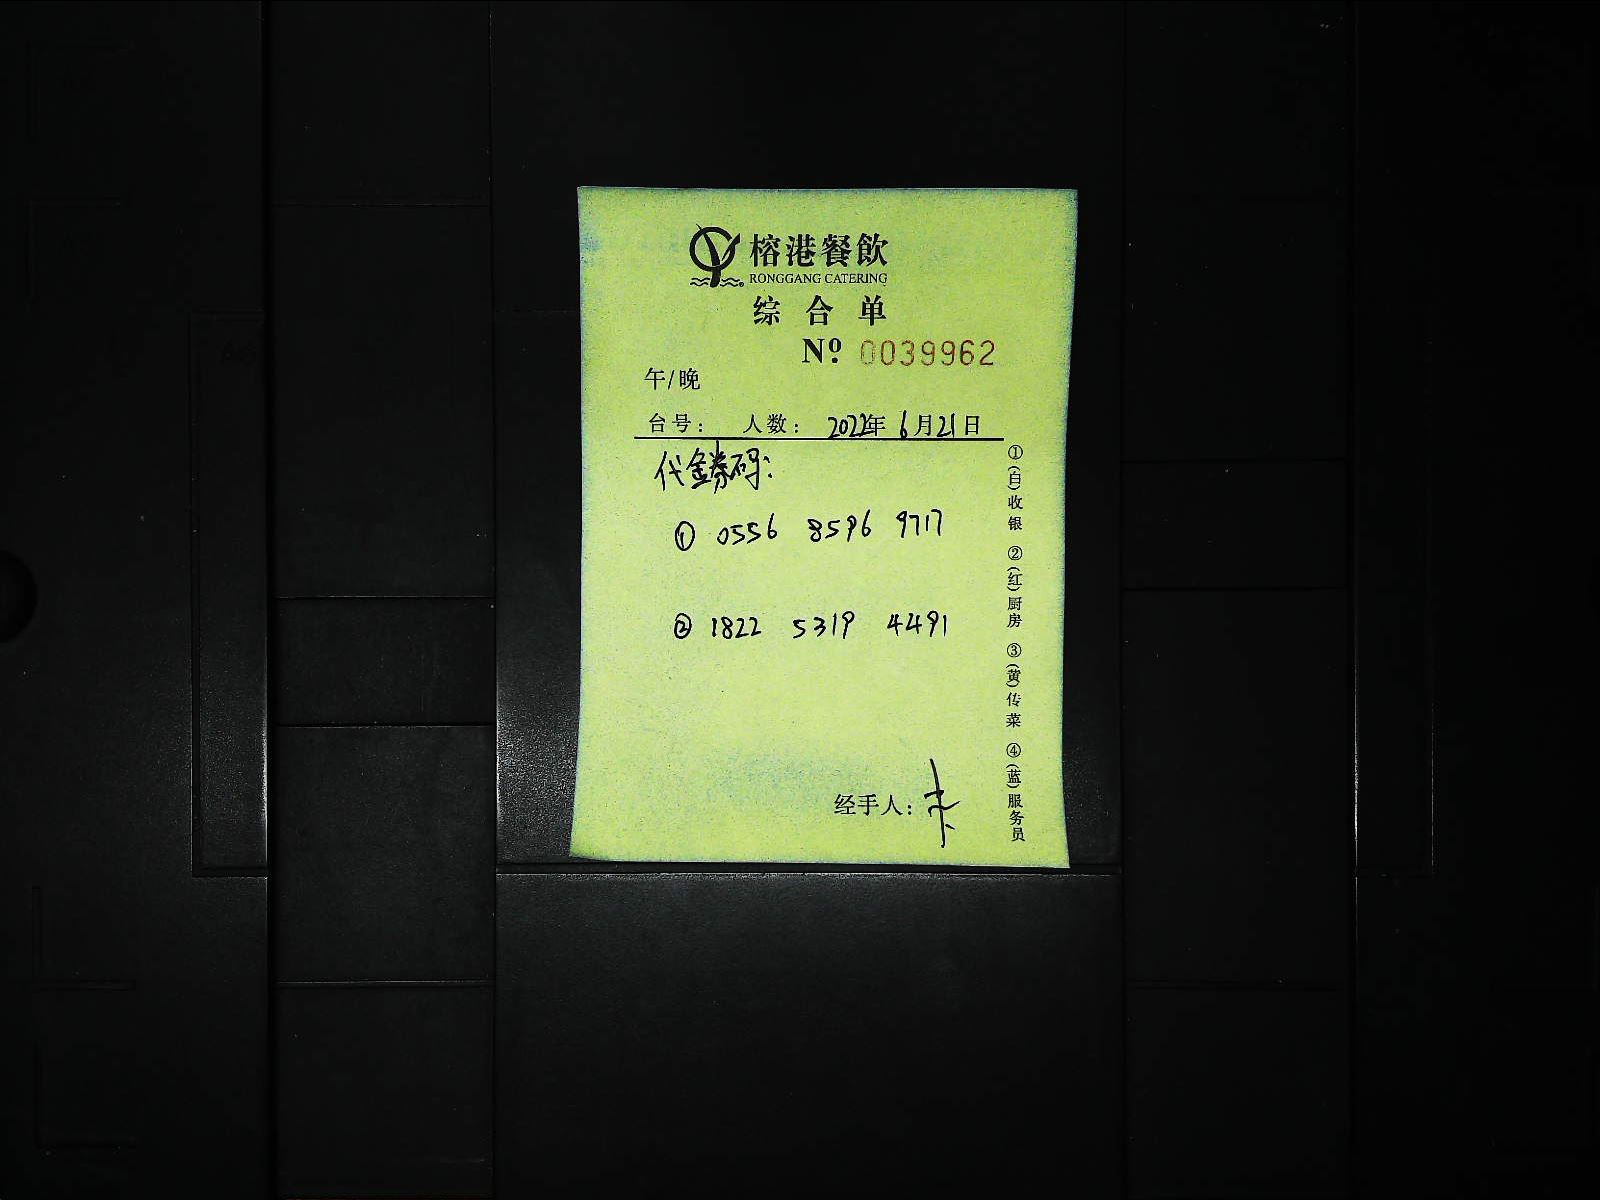 榕港餐飲
RONGGANG CATERING
综合单
Nº 0039962
午/晚
台号: 人数: 2022年6月21日
代金券码:
① 0556 8596 9717
② 1822 5319 4491
经手人:
①(白)收银 ②(红)厨房 ③(黄)传菜 ④(蓝)服务员